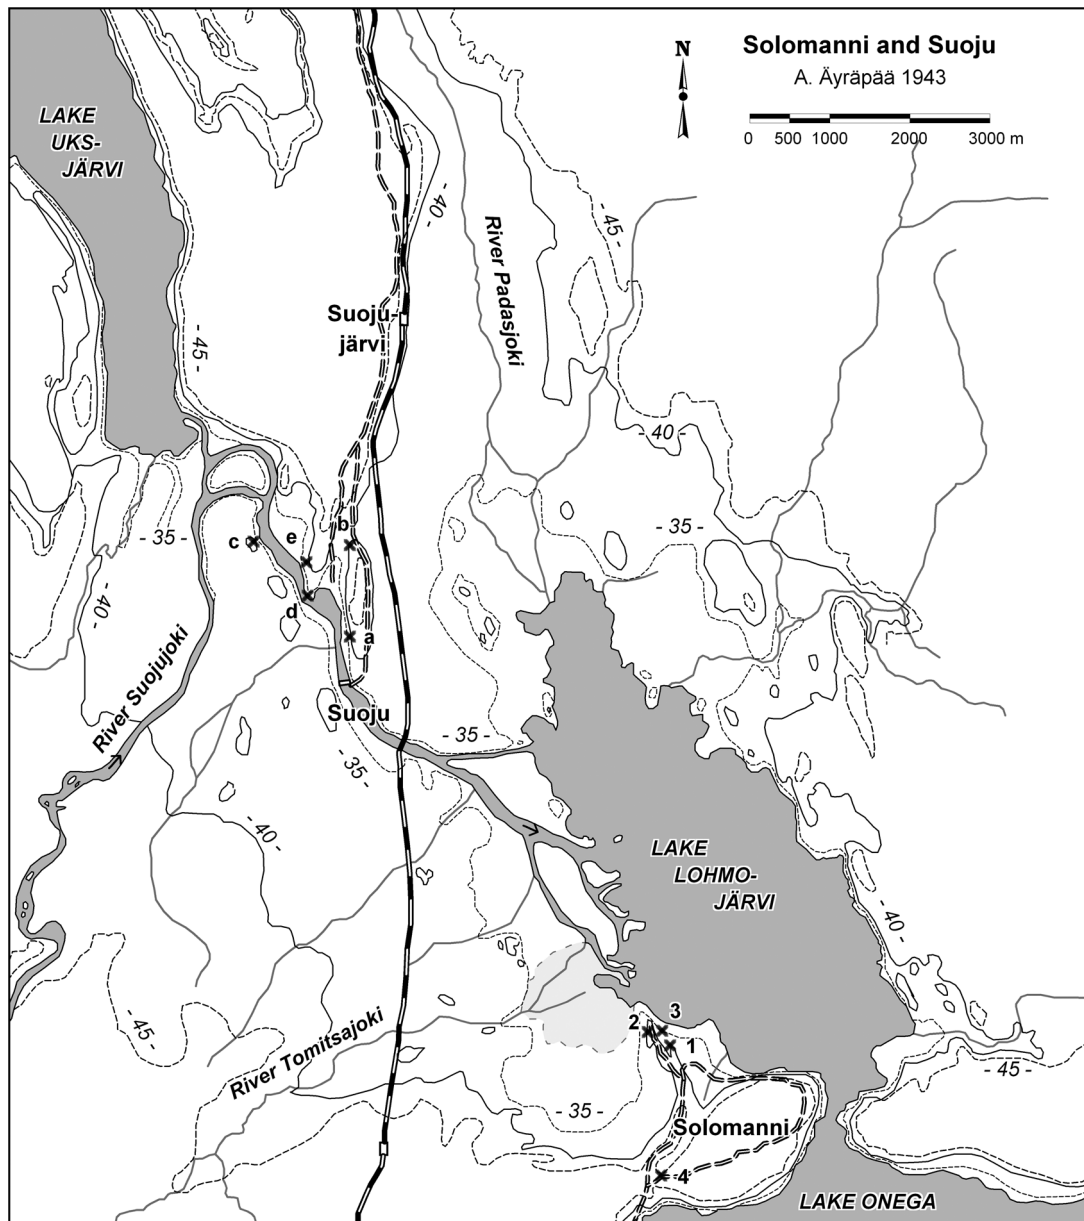 Solomanni and Suoju
A. Äyräpää 1943
N
0 500 1000 2000 3000 m
LAKE
UKS-
JÄRVI
- 40 -
- 45 -
River Padasjoki
Suoju-
järvi
- 45 -
- 40 -
- 35 -
- 35 -
b
c
e
d
a
- 40 -
River Suojujoki
Suoju
- 35 -
- 35 -
- 40 -
LAKE
LOHMO-
JÄRVI
- 40 -
- 45 -
River Tomitsajoki
2
3
1
- 45 -
- 35 -
Solomanni
4
LAKE ONEGA